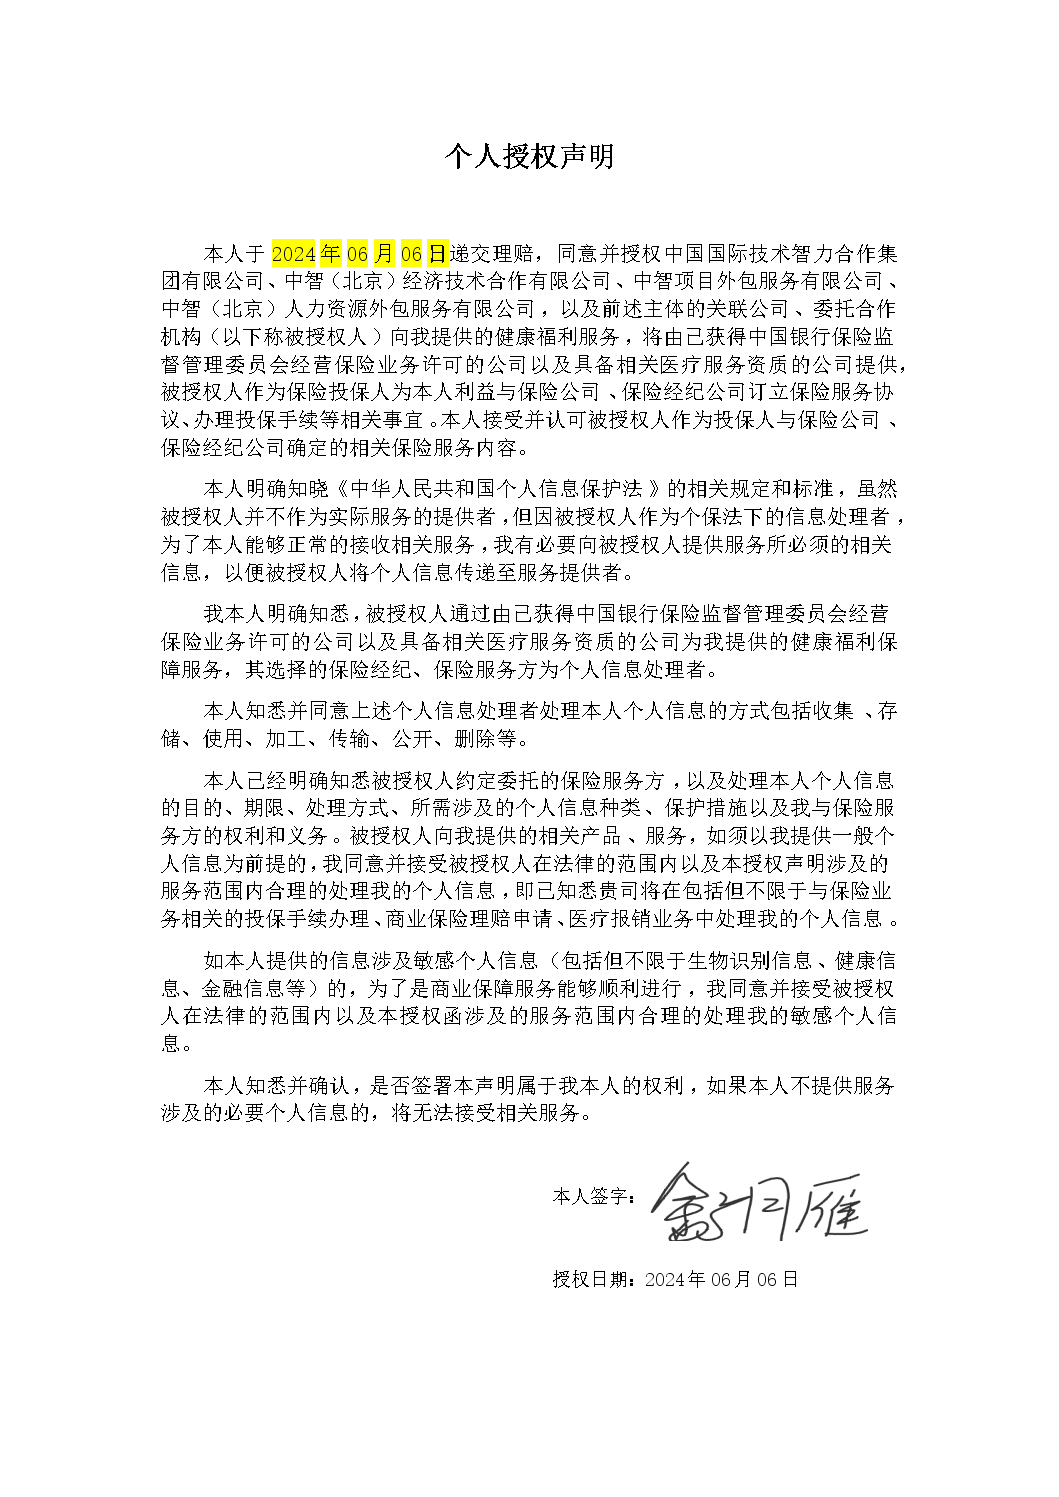 个人授权声明
本人于 2024 年 06 月 06 日递交理赔，同意并授权中国国际技术智力合作集
团有限公司、中智（北京）经济技术合作有限公司、中智项目外包服务有限公司、
中智（北京）人力资源外包服务有限公司，以及前述主体的关联公司、委托合作
机构（以下称被授权人）向我提供的健康福利服务，将由已获得中国银行保险监
督管理委员会经营保险业务许可的公司以及具备相关医疗服务资质的公司提供，
被授权人作为保险投保人为本人利益与保险公司、保险经纪公司订立保险服务协
议、办理投保手续等相关事宜。本人接受并认可被授权人作为投保人与保险公司、
保险经纪公司确定的相关保险服务内容。
本人明确知晓《中华人民共和国个人信息保护法》的相关规定和标准，虽然
被授权人并不作为实际服务的提供者，但因被授权人作为个保法下的信息处理者，
为了本人能够正常的接收相关服务，我有必要向被授权人提供服务所必须的相关
信息，以便被授权人将个人信息传递至服务提供者。
我本人明确知悉，被授权人通过由已获得中国银行保险监督管理委员会经营
保险业务许可的公司以及具备相关医疗服务资质的公司为我提供的健康福利保
障服务，其选择的保险经纪、保险服务方为个人信息处理者。
本人知悉并同意上述个人信息处理者处理本人个人信息的方式包括收集、存
储、使用、加工、传输、公开、删除等。
本人已经明确知悉被授权人约定委托的保险服务方，以及处理本人个人信息
的目的、期限、处理方式、所需涉及的个人信息种类、保护措施以及我与保险服
务方的权利和义务。被授权人向我提供的相关产品、服务，如须以我提供一般个
人信息为前提的，我同意并接受被授权人在法律的范围内以及本授权声明涉及的
服务范围内合理的处理我的个人信息，即已知悉贵司将在包括但不限于与保险业
务相关的投保手续办理、商业保险理赔申请、医疗报销业务中处理我的个人信息。
如本人提供的信息涉及敏感个人信息（包括但不限于生物识别信息、健康信
息、金融信息等）的，为了是商业保障服务能够顺利进行，我同意并接受被授权
人在法律的范围内以及本授权函涉及的服务范围内合理的处理我的敏感个人信
息。
本人知悉并确认，是否签署本声明属于我本人的权利，如果本人不提供服务
涉及的必要个人信息的，将无法接受相关服务。
本人签字：
授权日期：2024 年 06 月 06 日